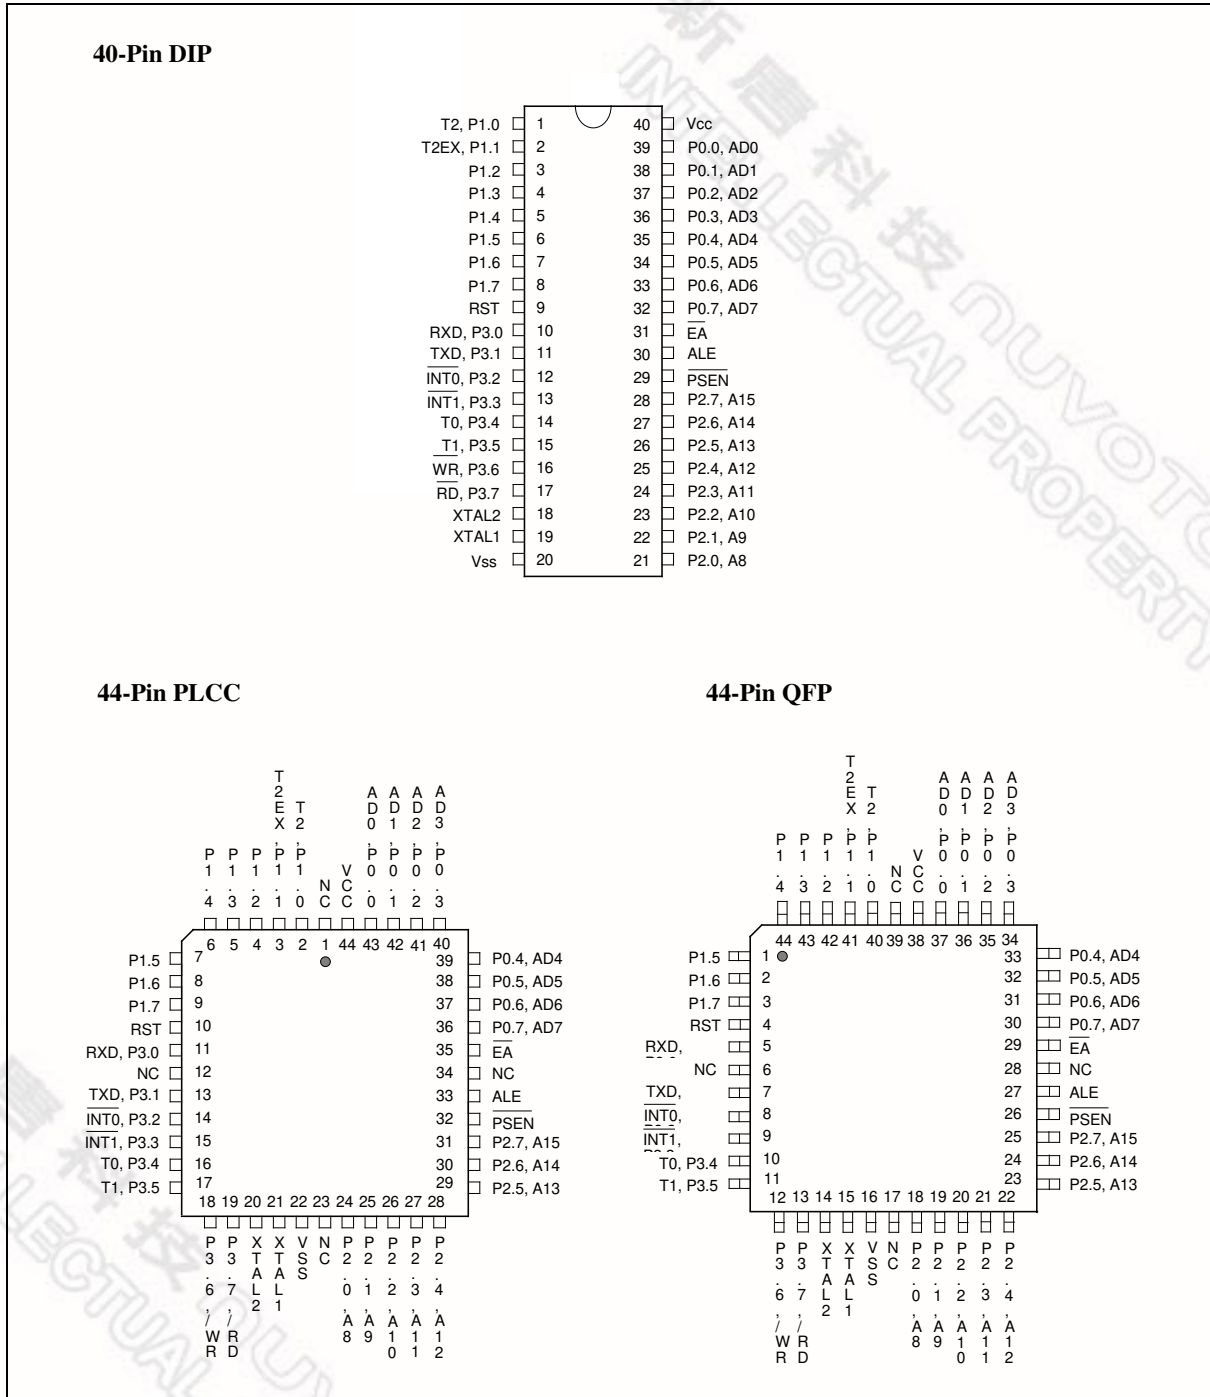 40-Pin DIP
T2, P1.0 1 40 Vcc
T2EX, P1.1 2 39 P0.0, AD0
P1.2 3 38 P0.1, AD1
P1.3 4 37 P0.2, AD2
P1.4 5 36 P0.3, AD3
P1.5 6 35 P0.4, AD4
P1.6 7 34 P0.5, AD5
P1.7 8 33 P0.6, AD6
RST 9 32 P0.7, AD7
RXD, P3.0 10 31 EA
TXD, P3.1 11 30 ALE
INT0, P3.2 12 29 PSEN
INT1, P3.3 13 28 P2.7, A15
T0, P3.4 14 27 P2.6, A14
T1, P3.5 15 26 P2.5, A13
WR, P3.6 16 25 P2.4, A12
RD, P3.7 17 24 P2.3, A11
XTAL2 18 23 P2.2, A10
XTAL1 19 22 P2.1, A9
Vss 20 21 P2.0, A8
44-Pin PLCC
P1.4 P1.3 P1.2 T2EX,P1.1 T2,P1.0 NC VCC AD0,P0.0 AD1,P0.1 AD2,P0.2 AD3,P0.3
6 5 4 3 2 1 44 43 42 41 40
P1.5 7 39 P0.4, AD4
P1.6 8 38 P0.5, AD5
P1.7 9 37 P0.6, AD6
RST 10 36 P0.7, AD7
RXD, P3.0 11 35 EA
NC 12 34 NC
TXD, P3.1 13 33 ALE
INT0, P3.2 14 32 PSEN
INT1, P3.3 15 31 P2.7, A15
T0, P3.4 16 30 P2.6, A14
T1, P3.5 17 29 P2.5, A13
18 19 20 21 22 23 24 25 26 27 28
P3.6,/WR P3.7,/RD XTAL2 XTAL1 VSS NC P2.0,A8 P2.1,A9 P2.2,A10 P2.3,A11 P2.4,A12
44-Pin QFP
P1.4 P1.3 P1.2 T2EX,P1.1 T2,P1.0 NC VCC AD0,P0.0 AD1,P0.1 AD2,P0.2 AD3,P0.3
44 43 42 41 40 39 38 37 36 35 34
P1.5 1 33 P0.4, AD4
P1.6 2 32 P0.5, AD5
P1.7 3 31 P0.6, AD6
RST 4 30 P0.7, AD7
RXD, 5 29 EA
NC 6 28 NC
TXD, 7 27 ALE
INT0, 8 26 PSEN
INT1, 9 25 P2.7, A15
T0, P3.4 10 24 P2.6, A14
T1, P3.5 11 23 P2.5, A13
12 13 14 15 16 17 18 19 20 21 22
P3.6,/WR P3.7,/RD XTAL2 XTAL1 VSS NC P2.0,A8 P2.1,A9 P2.2,A10 P2.3,A11 P2.4,A12
新唐科技 nuvoTo
INTELLECTUAL PROPERTY
科技 nuvo
ELLECTUAL